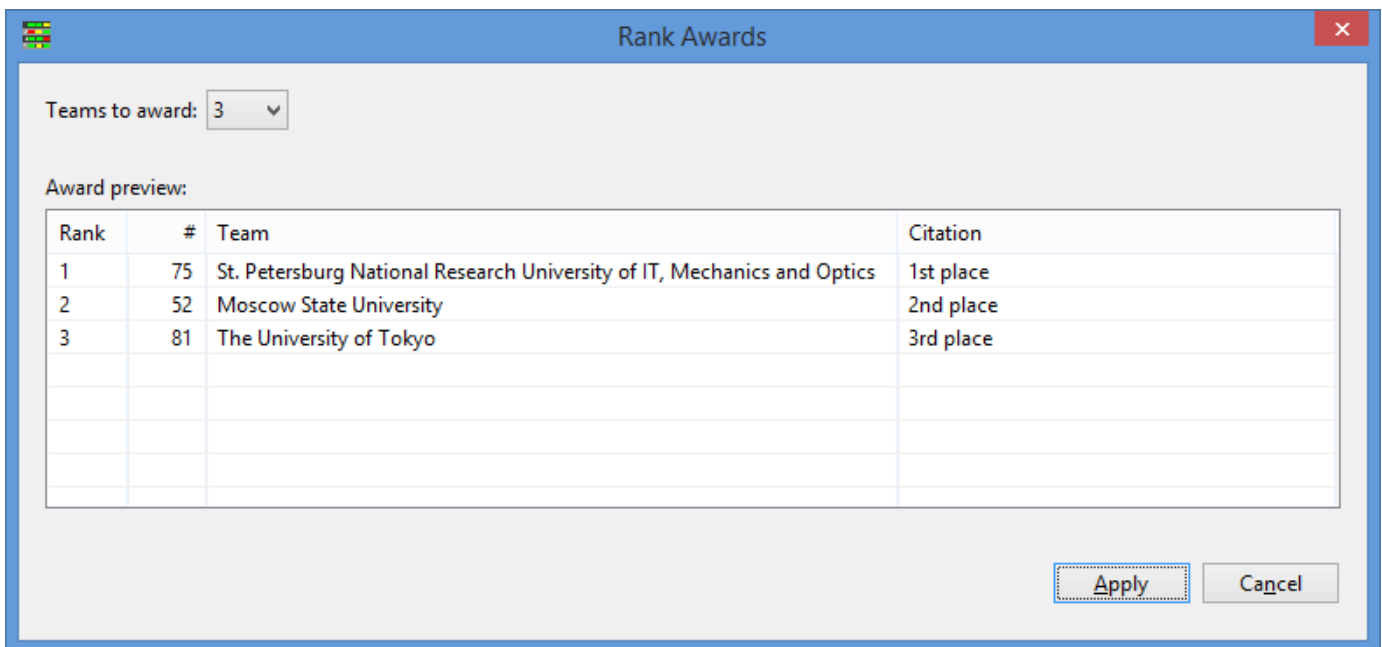 Rank Awards
Teams to award: 3
Award preview:
Rank # Team Citation
1 75 St. Petersburg National Research University of IT, Mechanics and Optics 1st place
2 52 Moscow State University 2nd place
3 81 The University of Tokyo 3rd place
Apply Cancel